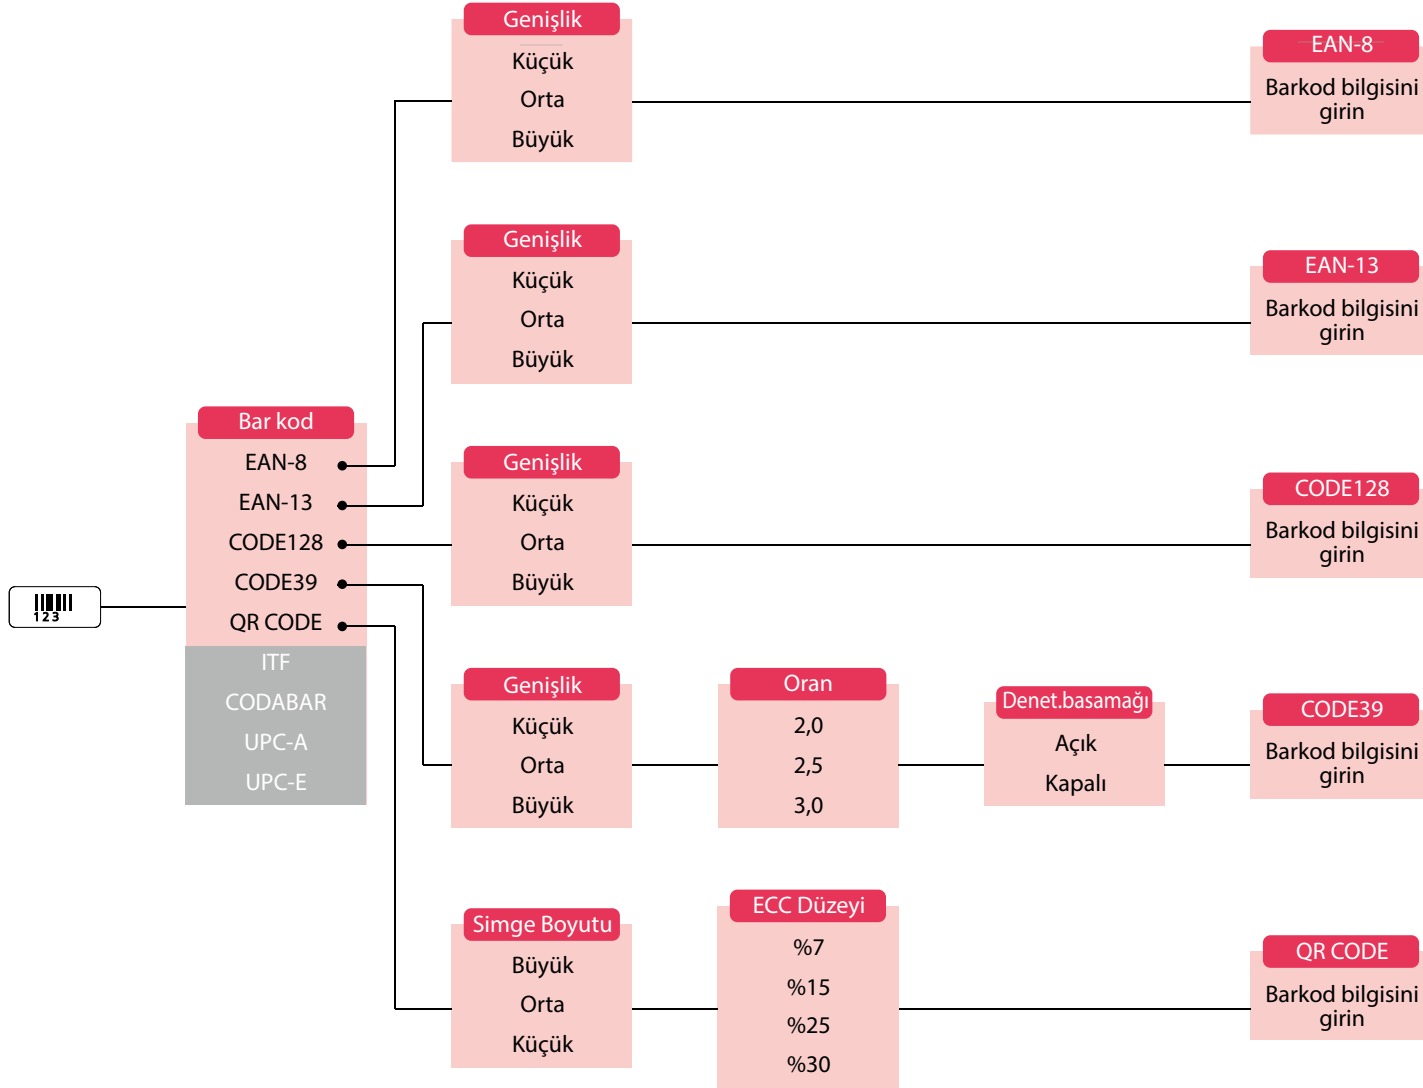 Genişlik
Küçük
Orta
Büyük
EAN-8
Barkod bilgisini
girin
Genişlik
Küçük
Orta
Büyük
EAN-13
Barkod bilgisini
girin
Bar kod
EAN-8
EAN-13
CODE128
CODE39
QR CODE
ITF
CODABAR
UPC-A
UPC-E
123
Genişlik
Küçük
Orta
Büyük
CODE128
Barkod bilgisini
girin
Genişlik
Küçük
Orta
Büyük
Oran
2,0
2,5
3,0
Denet.basamağı
Açık
Kapalı
CODE39
Barkod bilgisini
girin
Simge Boyutu
Büyük
Orta
Küçük
ECC Düzeyi
%7
%15
%25
%30
QR CODE
Barkod bilgisini
girin